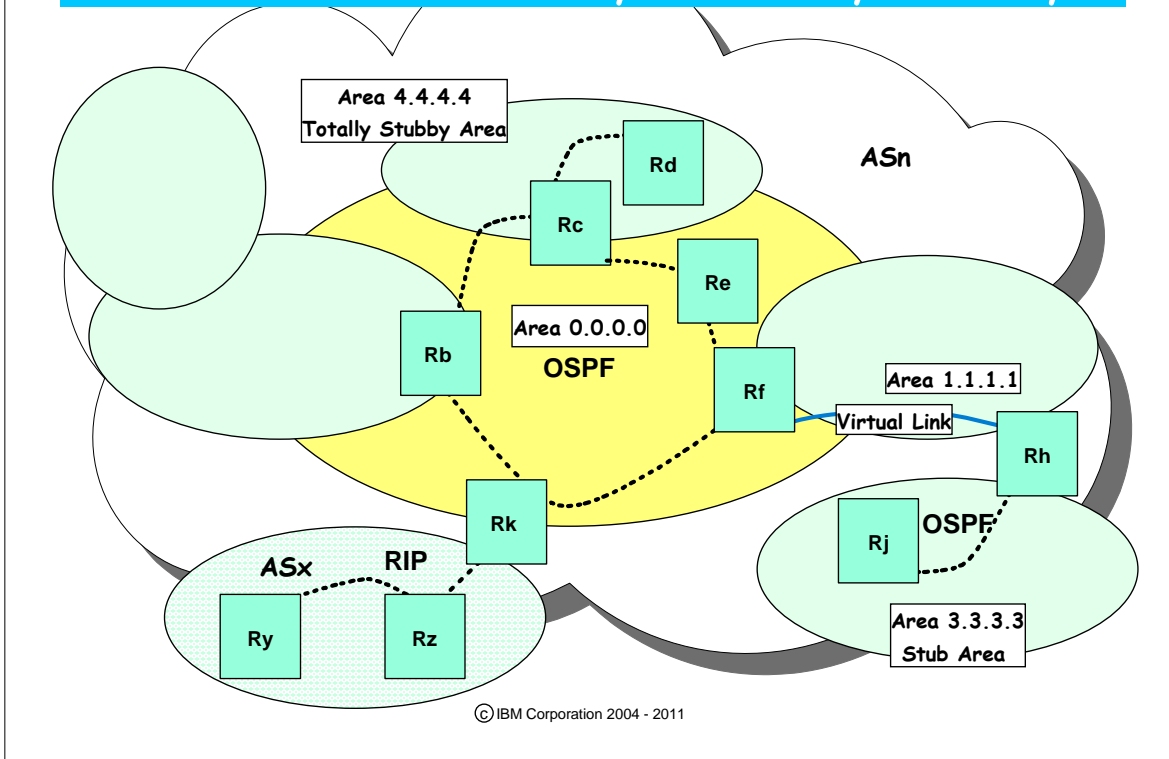 Area 4.4.4.4
Totally Stubby Area
Rd
ASn
Rc
Re
Area 0.0.0.0
OSPF
Rb
Rf
Area 1.1.1.1
Virtual Link
Rh
Rk
Rj
OSPF
ASx
RIP
Ry
Rz
Area 3.3.3.3
Stub Area
© IBM Corporation 2004 - 2011